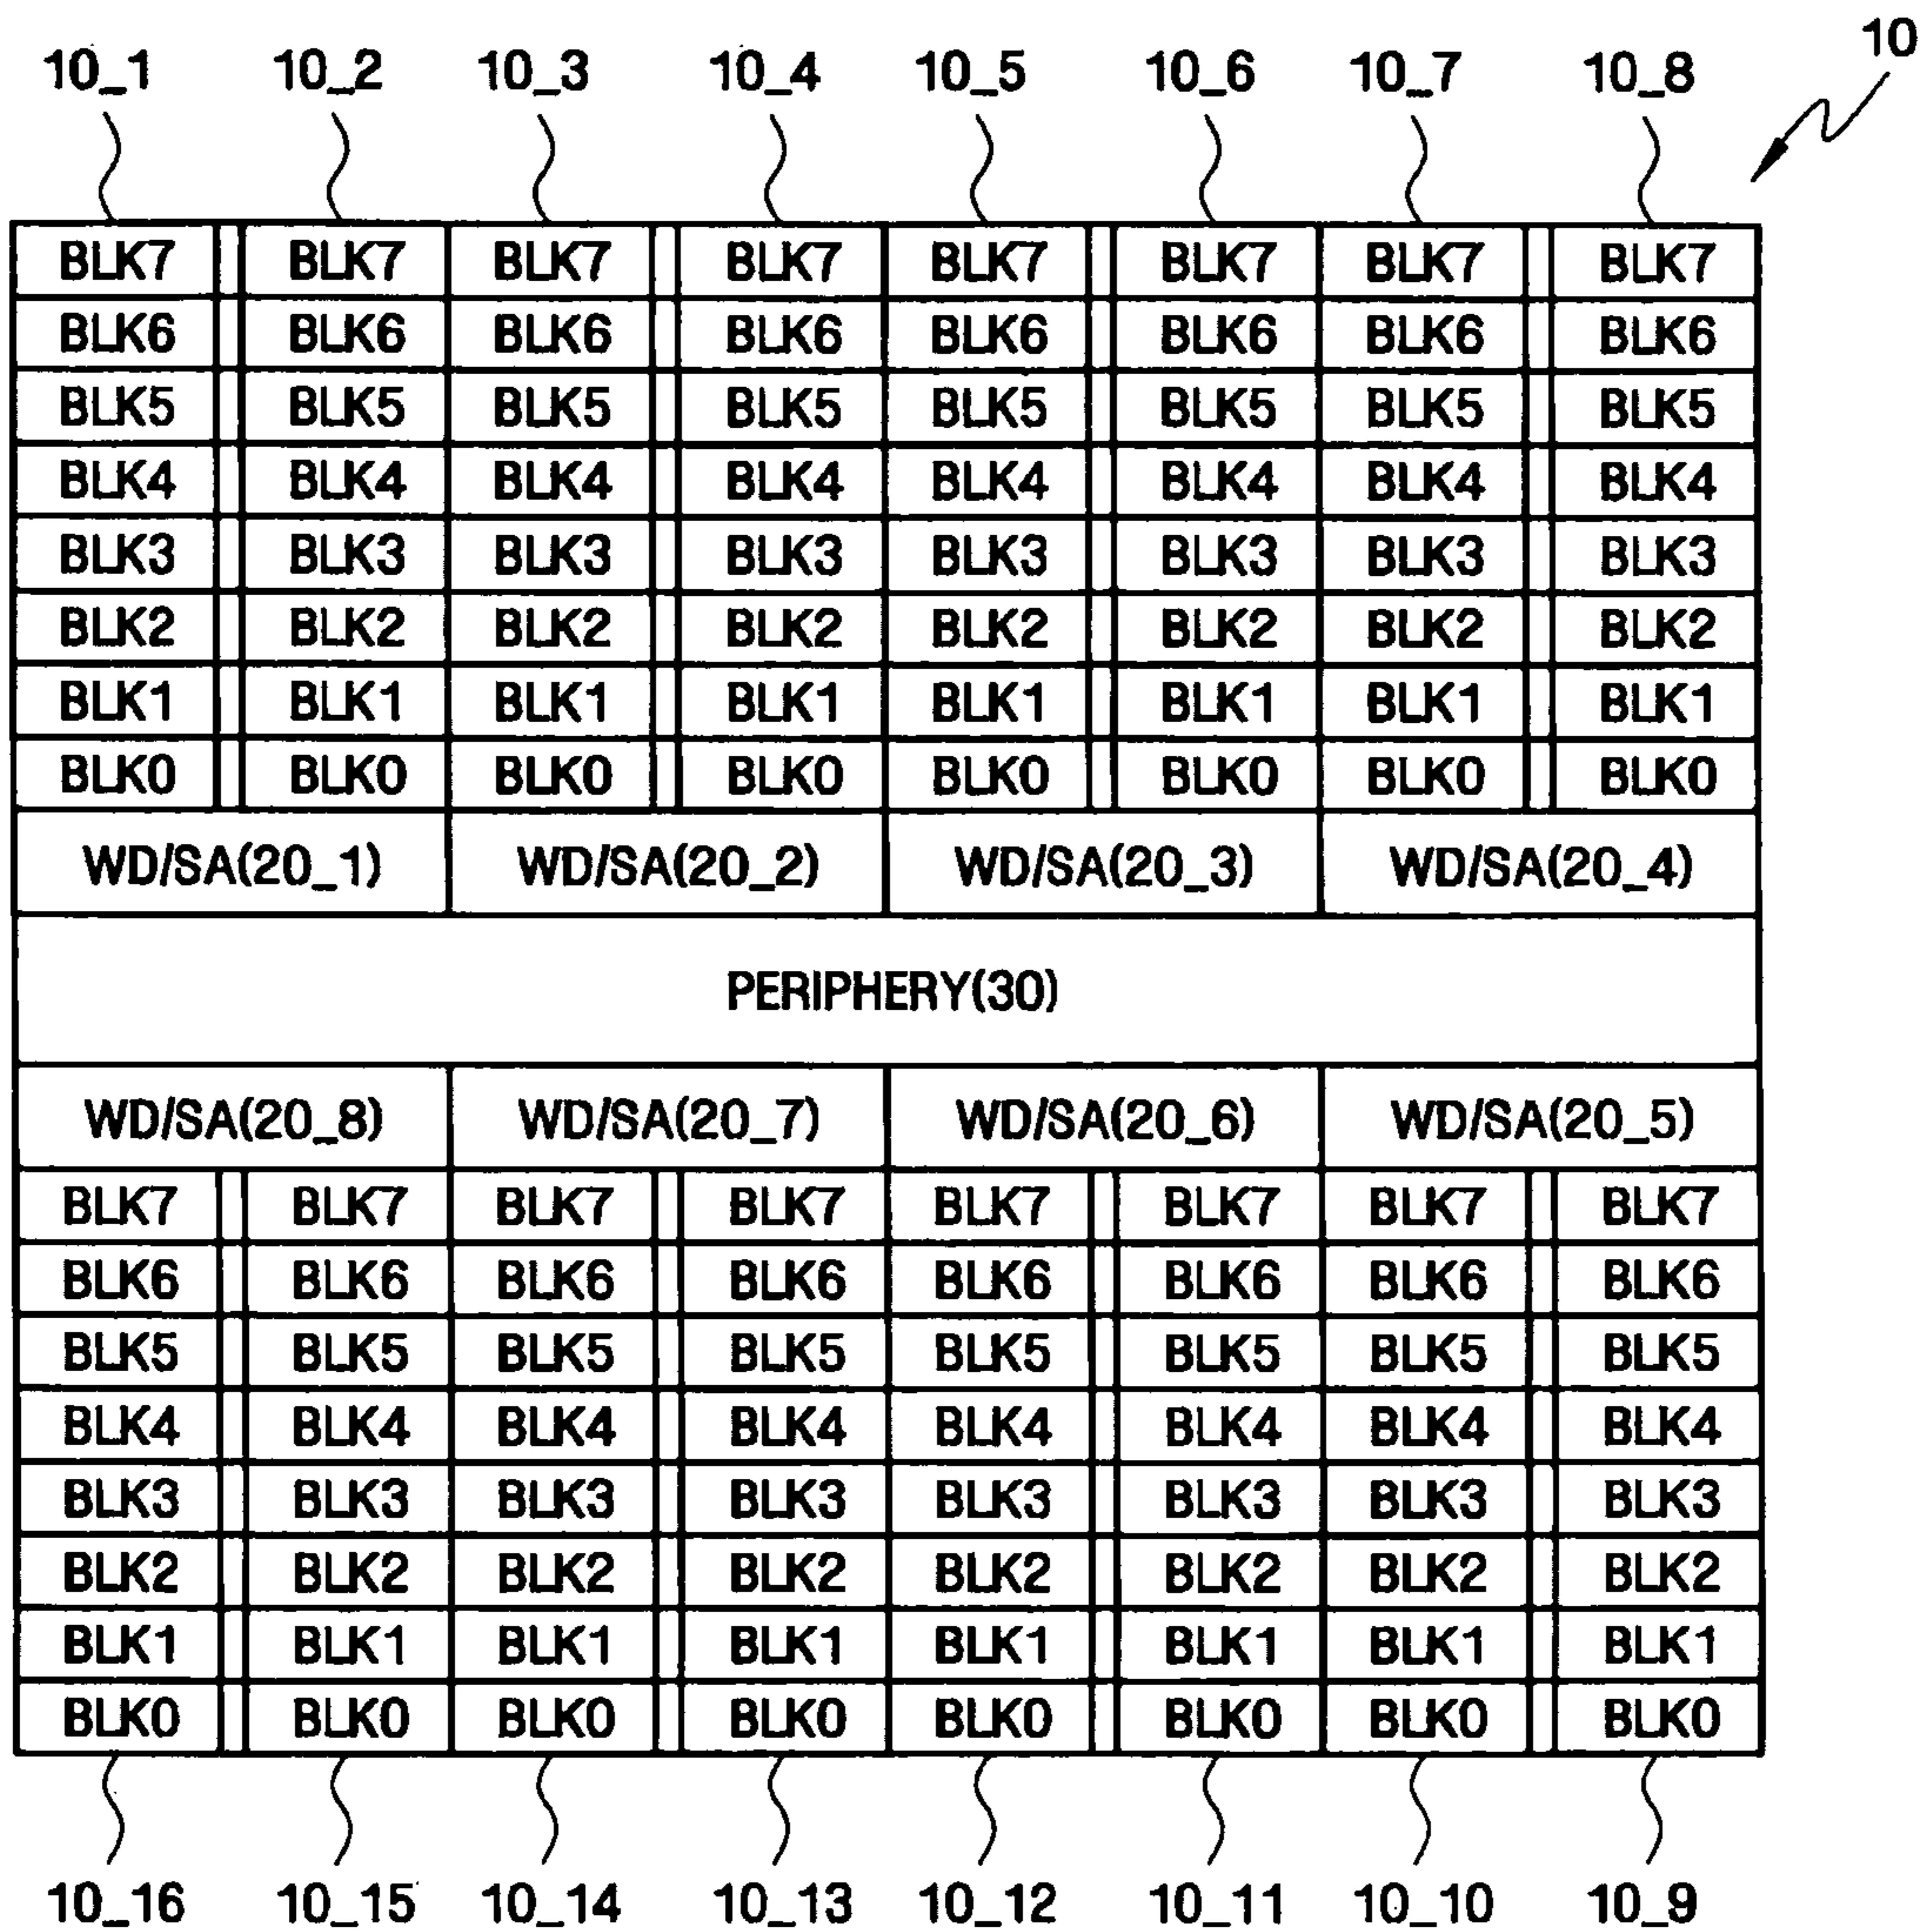 10
10_1 10_2 10_3 10_4 10_5 10_6 10_7 10_8
BLK7 BLK7 BLK7 BLK7 BLK7 BLK7 BLK7 BLK7
BLK6 BLK6 BLK6 BLK6 BLK6 BLK6 BLK6 BLK6
BLK5 BLK5 BLK5 BLK5 BLK5 BLK5 BLK5 BLK5
BLK4 BLK4 BLK4 BLK4 BLK4 BLK4 BLK4 BLK4
BLK3 BLK3 BLK3 BLK3 BLK3 BLK3 BLK3 BLK3
BLK2 BLK2 BLK2 BLK2 BLK2 BLK2 BLK2 BLK2
BLK1 BLK1 BLK1 BLK1 BLK1 BLK1 BLK1 BLK1
BLK0 BLK0 BLK0 BLK0 BLK0 BLK0 BLK0 BLK0
WD/SA(20_1) WD/SA(20_2) WD/SA(20_3) WD/SA(20_4)
PERIPHERY(30)
WD/SA(20_8) WD/SA(20_7) WD/SA(20_6) WD/SA(20_5)
BLK7 BLK7 BLK7 BLK7 BLK7 BLK7 BLK7 BLK7
BLK6 BLK6 BLK6 BLK6 BLK6 BLK6 BLK6 BLK6
BLK5 BLK5 BLK5 BLK5 BLK5 BLK5 BLK5 BLK5
BLK4 BLK4 BLK4 BLK4 BLK4 BLK4 BLK4 BLK4
BLK3 BLK3 BLK3 BLK3 BLK3 BLK3 BLK3 BLK3
BLK2 BLK2 BLK2 BLK2 BLK2 BLK2 BLK2 BLK2
BLK1 BLK1 BLK1 BLK1 BLK1 BLK1 BLK1 BLK1
BLK0 BLK0 BLK0 BLK0 BLK0 BLK0 BLK0 BLK0
10_16 10_15 10_14 10_13 10_12 10_11 10_10 10_9